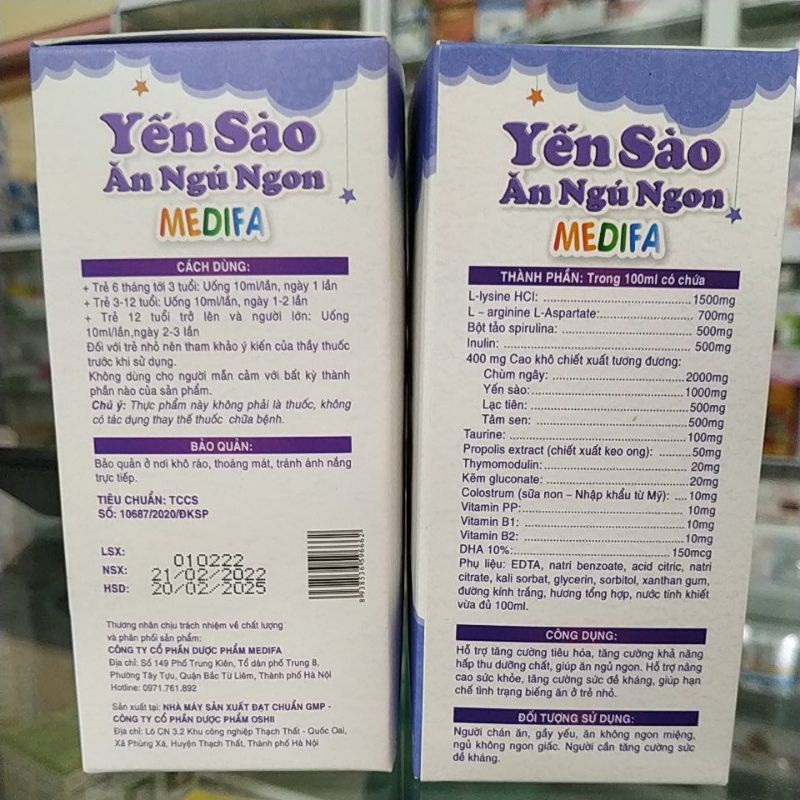 Yến Sào
Ăn Ngủ Ngon
MEDIFA
CÁCH DÙNG:
+ Trẻ 6 tháng tới 3 tuổi: Uống 10ml/lần, ngày 1 lần
+ Trẻ 3-12 tuổi: Uống 10ml/lần, ngày 1-2 lần
+ Trẻ 12 tuổi trở lên và người lớn: Uống
10ml/lần,ngày 2-3 lần
Đối với trẻ nhỏ nên tham khảo ý kiến của thầy thuốc
trước khi sử dụng.
Không dùng cho người mẫn cảm với bất kỳ thành
phần nào của sản phẩm.
Chú ý: Thực phẩm này không phải là thuốc, không
có tác dụng thay thế thuốc chữa bệnh.
BẢO QUẢN:
Bảo quản ở nơi khô ráo, thoáng mát, tránh ánh nắng
trực tiếp.
TIÊU CHUẨN: TCCS
SỐ: 10687/2020/ĐKSP
LSX: 010222
NSX: 21/02/2022
HSD: 20/02/2025
Thương nhân chịu trách nhiệm về chất lượng
và phân phối sản phẩm:
CÔNG TY CỔ PHẦN DƯỢC PHẨM MEDIFA
Địa chỉ: Số 149 Phố Trung Kiên, Tổ dân phố Trung 8,
Phường Tây Tựu, Quận Bắc Từ Liêm, Thành phố Hà Nội
Hotline: 0971.761.892
Sản xuất tại: NHÀ MÁY SẢN XUẤT ĐẠT CHUẨN GMP -
CÔNG TY CỔ PHẦN DƯỢC PHẨM OSHII
Địa chỉ: Lô CN 3.2 Khu công nghiệp Thạch Thất - Quốc Oai,
Xã Phùng Xá, Huyện Thạch Thất, Thành phố Hà Nội
Yến Sào
Ăn Ngủ Ngon
MEDIFA
THÀNH PHẦN: Trong 100ml có chứa
L-lysine HCl: 1500mg
L – arginine L-Aspartate: 700mg
Bột tảo spirulina: 500mg
Inulin: 500mg
400 mg Cao khô chiết xuất tương đương:
Chùm ngây: 2000mg
Yến sào: 1000mg
Lạc tiên: 500mg
Tâm sen: 500mg
Taurine: 100mg
Propolis extract (chiết xuất keo ong): 50mg
Thymomodulin: 20mg
Kẽm gluconate: 20mg
Colostrum (sữa non – Nhập khẩu từ Mỹ): 10mg
Vitamin PP: 10mg
Vitamin B1: 10mg
Vitamin B2: 10mg
DHA 10%: 150mcg
Phụ liệu: EDTA, natri benzoate, acid citric, natri
citrate, kali sorbat, glycerin, sorbitol, xanthan gum,
đường kính trắng, hương tổng hợp, nước tinh khiết
vừa đủ 100ml.
CÔNG DỤNG:
Hỗ trợ tăng cường tiêu hóa, tăng cường khả năng
hấp thu dưỡng chất, giúp ăn ngủ ngon. Hỗ trợ nâng
cao sức khỏe, tăng cường sức đề kháng, giúp hạn
chế tình trạng biếng ăn ở trẻ nhỏ.
ĐỐI TƯỢNG SỬ DỤNG:
Người chán ăn, gầy yếu, ăn không ngon miệng,
ngủ không ngon giấc. Người cần tăng cường sức
đề kháng.